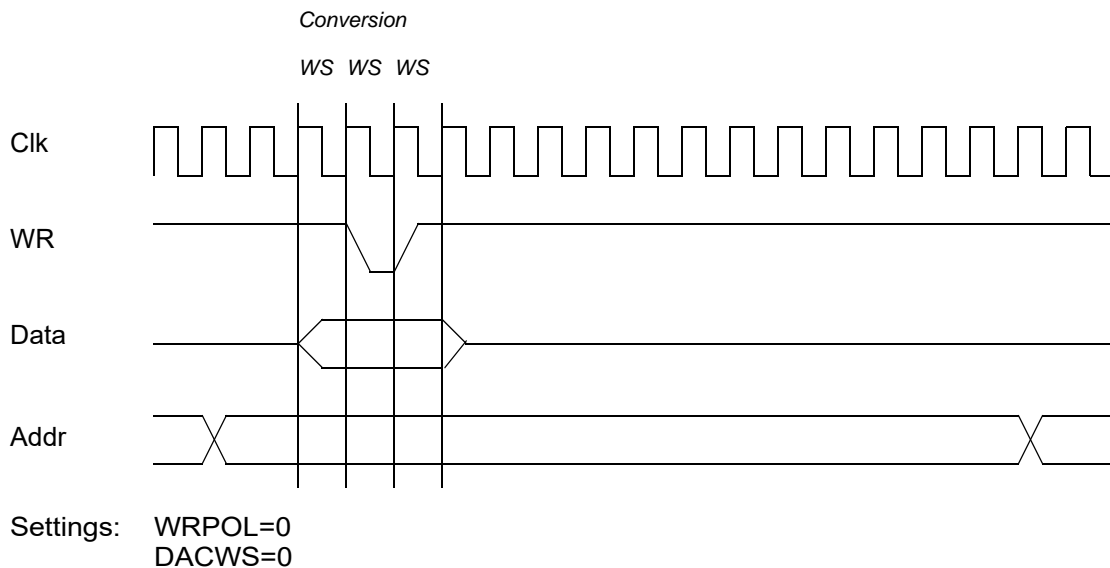 Conversion
WS WS WS
Clk
WR
Data
Addr
Settings: WRPOL=0
DACWS=0